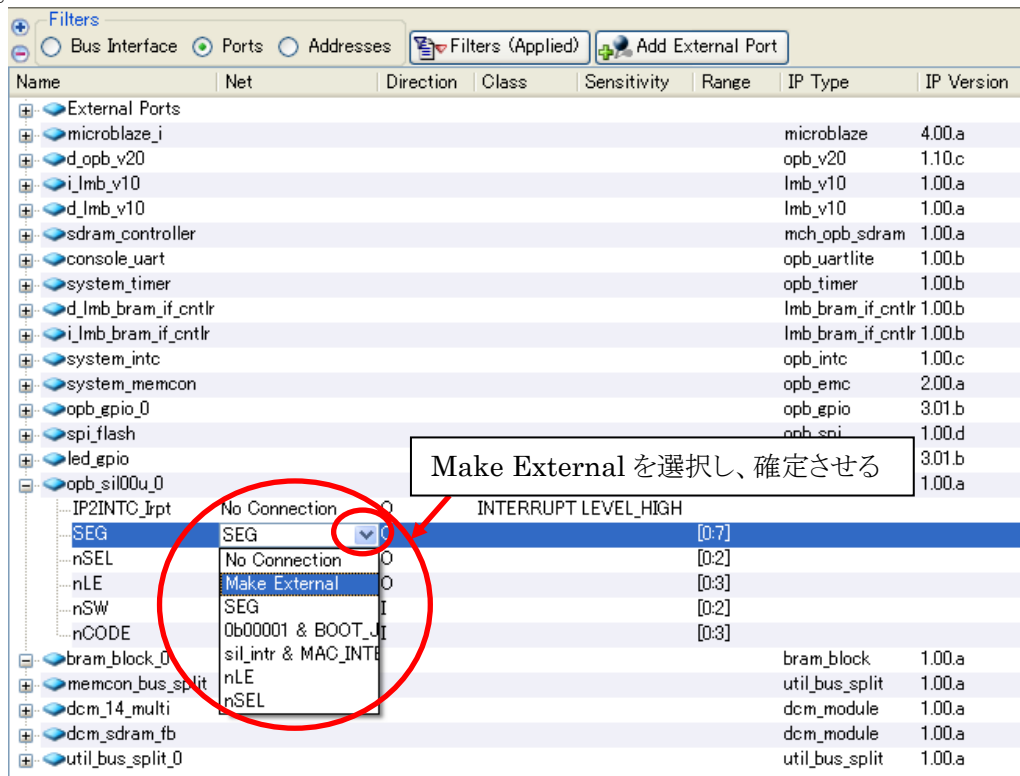 Filters
Bus Interface Ports Addresses Filters (Applied) Add External Port
Name Net Direction Class Sensitivity Range IP Type IP Version
External Ports
microblaze_i microblaze 4.00.a
d_opb_v20 opb_v20 1.10.c
i_lmb_v10 lmb_v10 1.00.a
d_lmb_v10 lmb_v10 1.00.a
sdram_controller mch_opb_sdram 1.00.a
console_uart opb_uartlite 1.00.b
system_timer opb_timer 1.00.b
d_lmb_bram_if_cntlr lmb_bram_if_cntlr 1.00.b
i_lmb_bram_if_cntlr lmb_bram_if_cntlr 1.00.b
system_intc opb_intc 1.00.c
system_memcon opb_emc 2.00.a
opb_gpio_0 opb_gpio 3.01.b
spi_flash opb_spi 1.00.d
led_gpio 3.01.b
Make External を選択し、確定させる
opb_sil00u_0 1.00.a
IP2INTC_Irpt No Connection O INTERRUPT LEVEL_HIGH
SEG SEG O [0:7]
nSEL No Connection O [0:2]
nLE Make External O [0:3]
nSW SEG I [0:2]
nCODE 0b00001 & BOOT_J I [0:3]
sil_intr & MAC_INTE
bram_block_0 bram_block 1.00.a
nLE
memcon_bus_split util_bus_split 1.00.a
nSEL
dcm_14_multi dcm_module 1.00.a
dcm_sdram_fb dcm_module 1.00.a
util_bus_split_0 util_bus_split 1.00.a